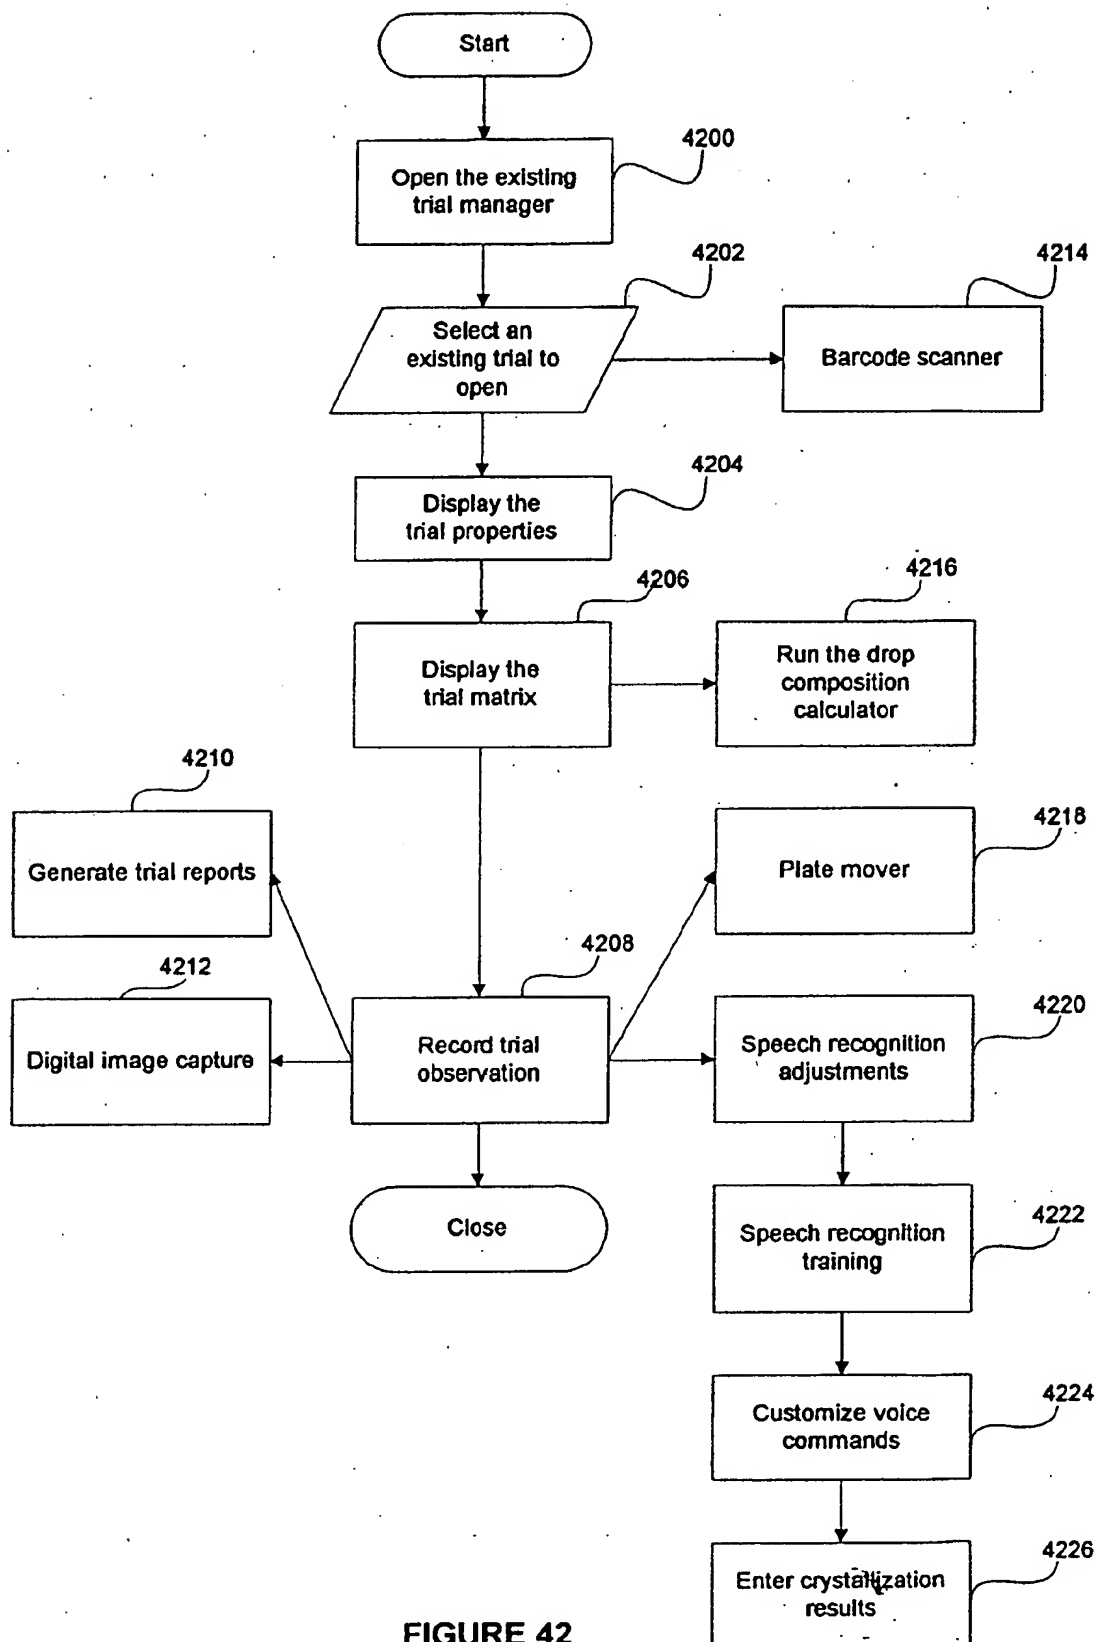 Start
4200
Open the existing
trial manager
4202
4214
Select an
existing trial to
open
Barcode scanner
4204
Display the
trial properties
4206
4216
Display the
trial matrix
Run the drop
composition
calculator
4210
4218
Generate trial reports
Plate mover
4208
4212
4220
Digital image capture
Record trial
observation
Speech recognition
adjustments
Close
4222
Speech recognition
training
4224
Customize voice
commands
4226
Enter crystallization
results
FIGURE 42